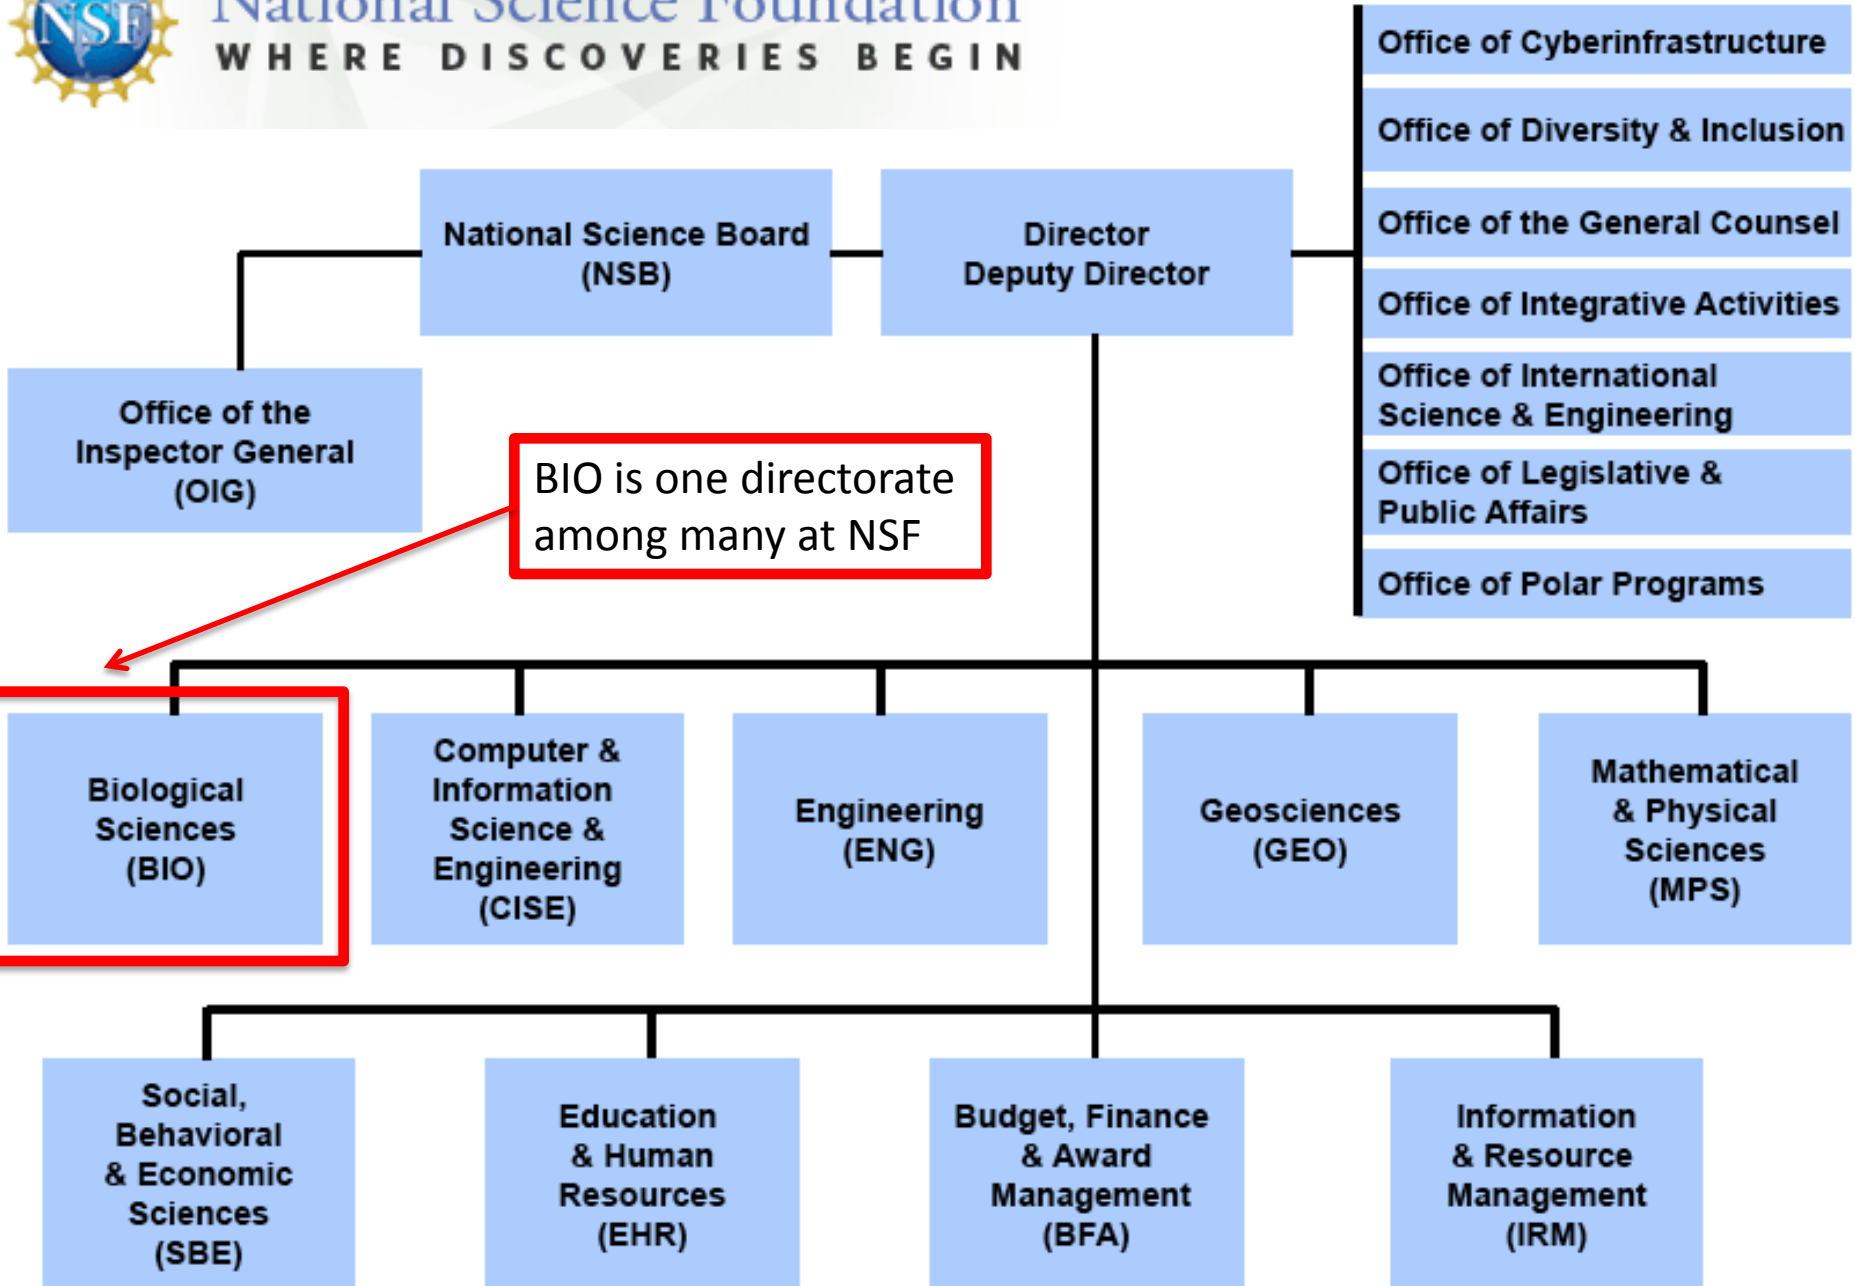 NSF
National Science Foundation
WHERE DISCOVERIES BEGIN
Office of Cyberinfrastructure
Office of Diversity & Inclusion
Office of the General Counsel
Office of Integrative Activities
Office of International
Science & Engineering
Office of Legislative &
Public Affairs
Office of Polar Programs
National Science Board
(NSB)
Director
Deputy Director
Office of the
Inspector General
(OIG)
BIO is one directorate
among many at NSF
Biological
Sciences
(BIO)
Computer &
Information
Science &
Engineering
(CISE)
Engineering
(ENG)
Geosciences
(GEO)
Mathematical
& Physical
Sciences
(MPS)
Social,
Behavioral
& Economic
Sciences
(SBE)
Education
& Human
Resources
(EHR)
Budget, Finance
& Award
Management
(BFA)
Information
& Resource
Management
(IRM)